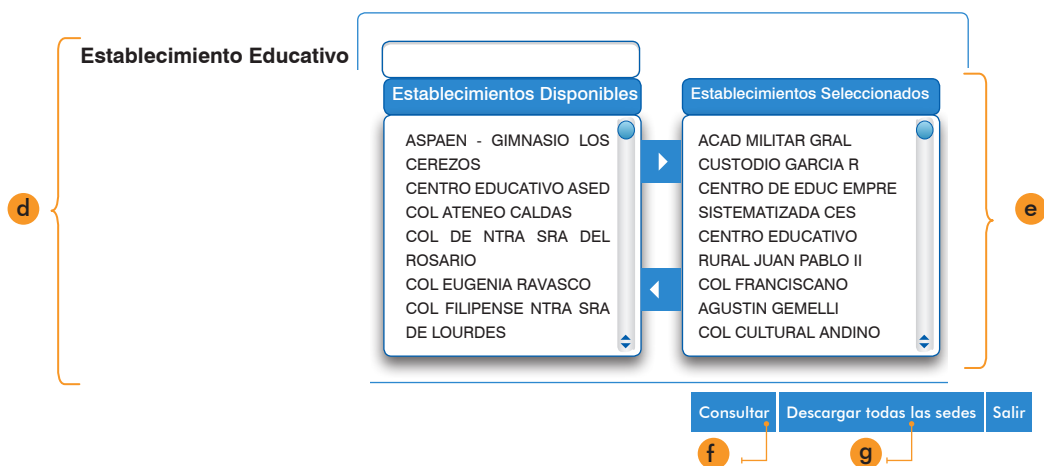 Establecimiento Educativo
Establecimientos Disponibles
ASPAEN - GIMNASIO LOS
CEREZOS
CENTRO EDUCATIVO ASED
COL ATENEO CALDAS
COL DE NTRA SRA DEL
ROSARIO
COL EUGENIA RAVASCO
COL FILIPENSE NTRA SRA
DE LOURDES
Establecimientos Seleccionados
ACAD MILITAR GRAL
CUSTODIO GARCIA R
CENTRO DE EDUC EMPRE
SISTEMATIZADA CES
CENTRO EDUCATIVO
RURAL JUAN PABLO II
COL FRANCISCANO
AGUSTIN GEMELLI
COL CULTURAL ANDINO
d
e
Consultar Descargar todas las sedes Salir
f g